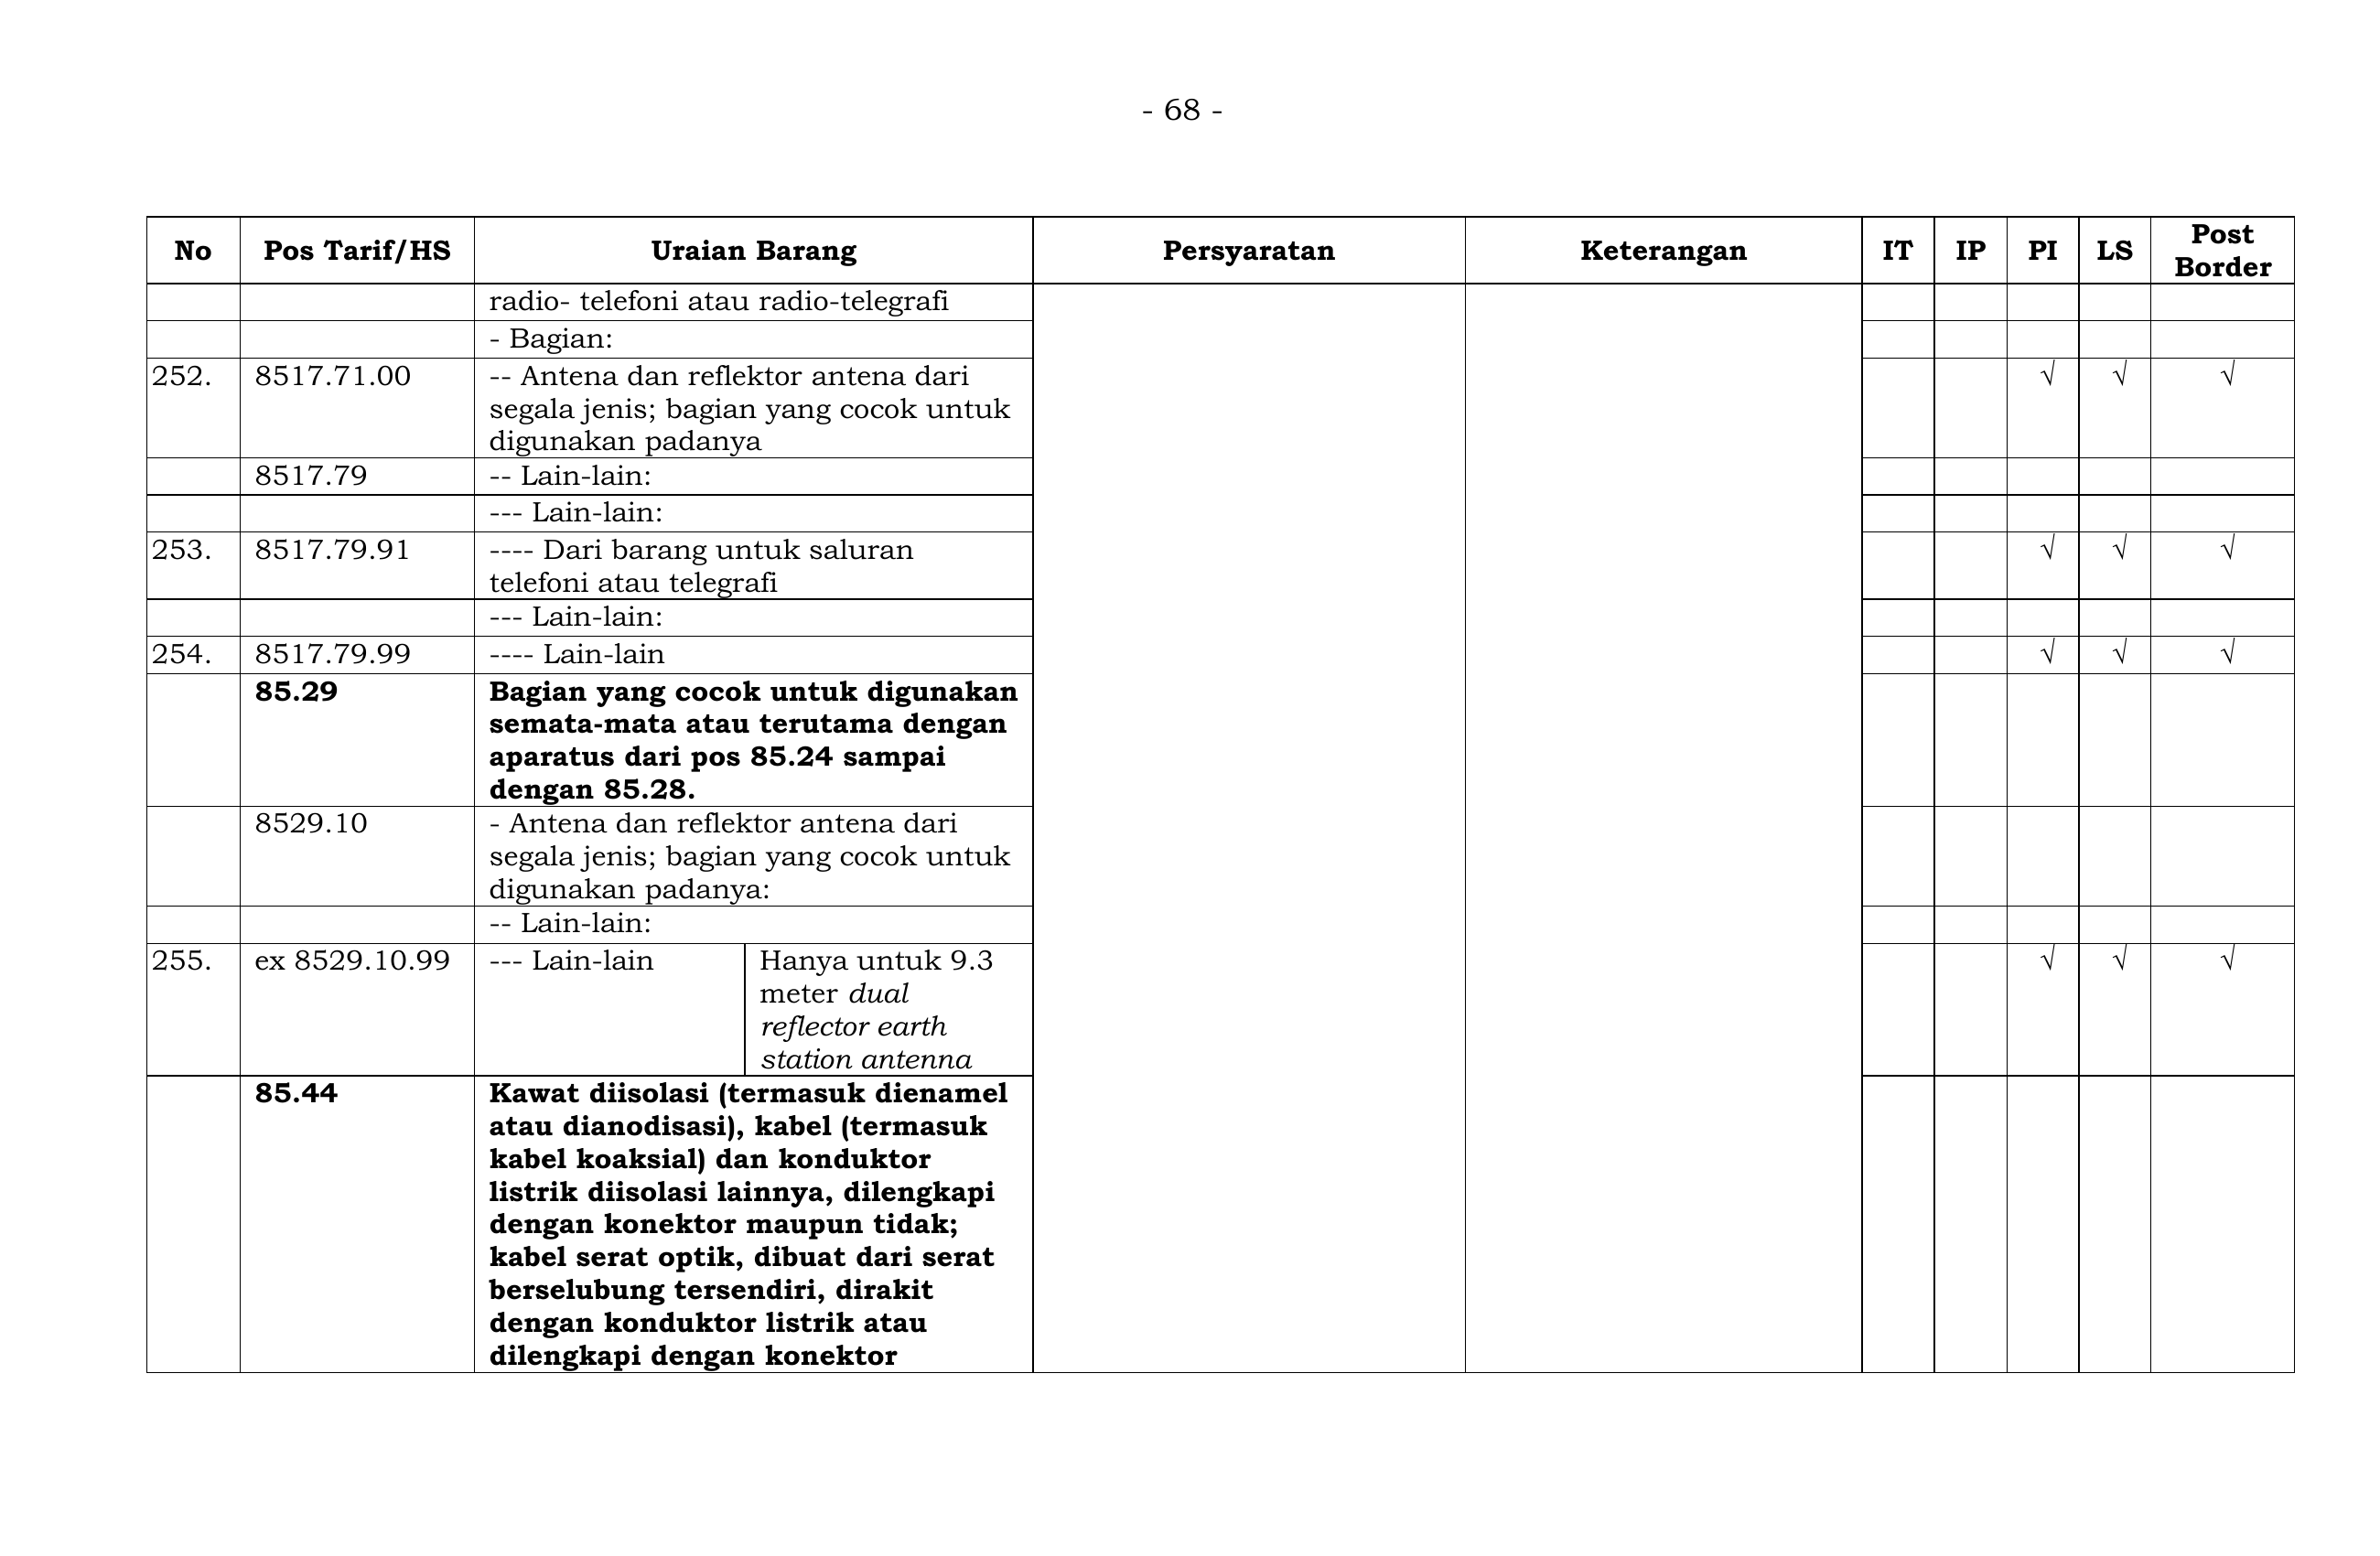 - 68 -
No Pos Tarif/HS Uraian Barang Persyaratan Keterangan IT IP PI LS Post
Border
radio- telefoni atau radio-telegrafi
- Bagian:
252. 8517.71.00 -- Antena dan reflektor antena dari √ √ √
segala jenis; bagian yang cocok untuk
digunakan padanya
8517.79 -- Lain-lain:
--- Lain-lain:
253. 8517.79.91 ---- Dari barang untuk saluran √ √ √
telefoni atau telegrafi
--- Lain-lain:
254. 8517.79.99 ---- Lain-lain √ √ √
85.29 Bagian yang cocok untuk digunakan
semata-mata atau terutama dengan
aparatus dari pos 85.24 sampai
dengan 85.28.
8529.10 - Antena dan reflektor antena dari
segala jenis; bagian yang cocok untuk
digunakan padanya:
-- Lain-lain:
255. ex 8529.10.99 --- Lain-lain Hanya untuk 9.3 √ √ √
meter dual
reflector earth
station antenna
85.44 Kawat diisolasi (termasuk dienamel
atau dianodisasi), kabel (termasuk
kabel koaksial) dan konduktor
listrik diisolasi lainnya, dilengkapi
dengan konektor maupun tidak;
kabel serat optik, dibuat dari serat
berselubung tersendiri, dirakit
dengan konduktor listrik atau
dilengkapi dengan konektor